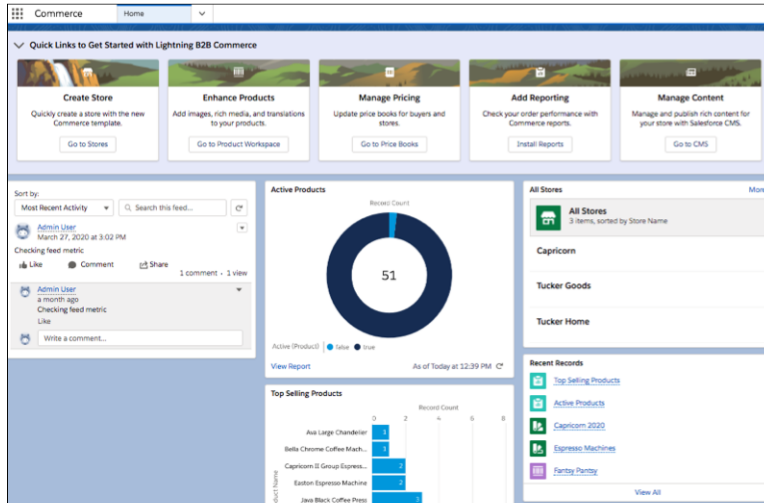 Commerce
Home
Quick Links to Get Started with Lightning B2B Commerce
Create Store
Quickly create a store with the new
Commerce template.
Go to Stores
Enhance Products
Add images, rich media, and translations
to your products.
Go to Product Workspace
Manage Pricing
Update price books for buyers and
stores.
Go to Price Books
Add Reporting
Check your order performance with
Commerce reports.
Install Reports
Manage Content
Manage and publish rich content for
your store with Salesforce CMS.
Go to CMS
Sort by:
Most Recent Activity
Search this feed...
Admin User
March 27, 2020 at 3:02 PM
Checking feed metric
Like
Comment
Share
1 comment · 1 view
Admin User
a month ago
Checking feed metric
Like
Write a comment...
Active Products
Record Count
51
Active (Product)
false
true
View Report
As of Today at 12:39 PM
Top Selling Products
Record Count
0 2 4 6 8
Product Name
Ava Large Chandelier
1
Bella Chrome Coffee Mach...
1
Capricorn II Group Espress...
2
Easton Espresso Machine
2
Java Black Coffee Press
3
All Stores
More
All Stores
3 items, sorted by Store Name
Capricorn
Tucker Goods
Tucker Home
Recent Records
Top Selling Products
Active Products
Capricorn 2020
Espresso Machines
Fantsy Pantsy
View All